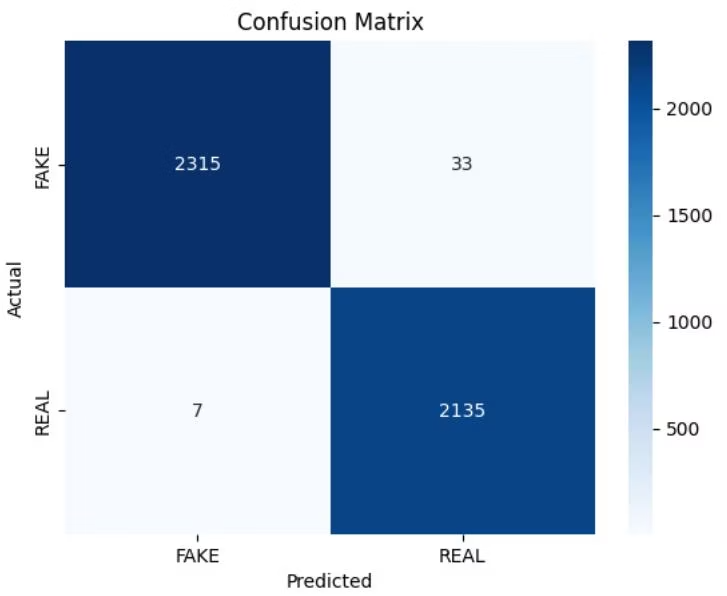 Confusion Matrix
FAKE
2315
33
2000
1500
Actual
1000
REAL
7
2135
500
FAKE
REAL
Predicted